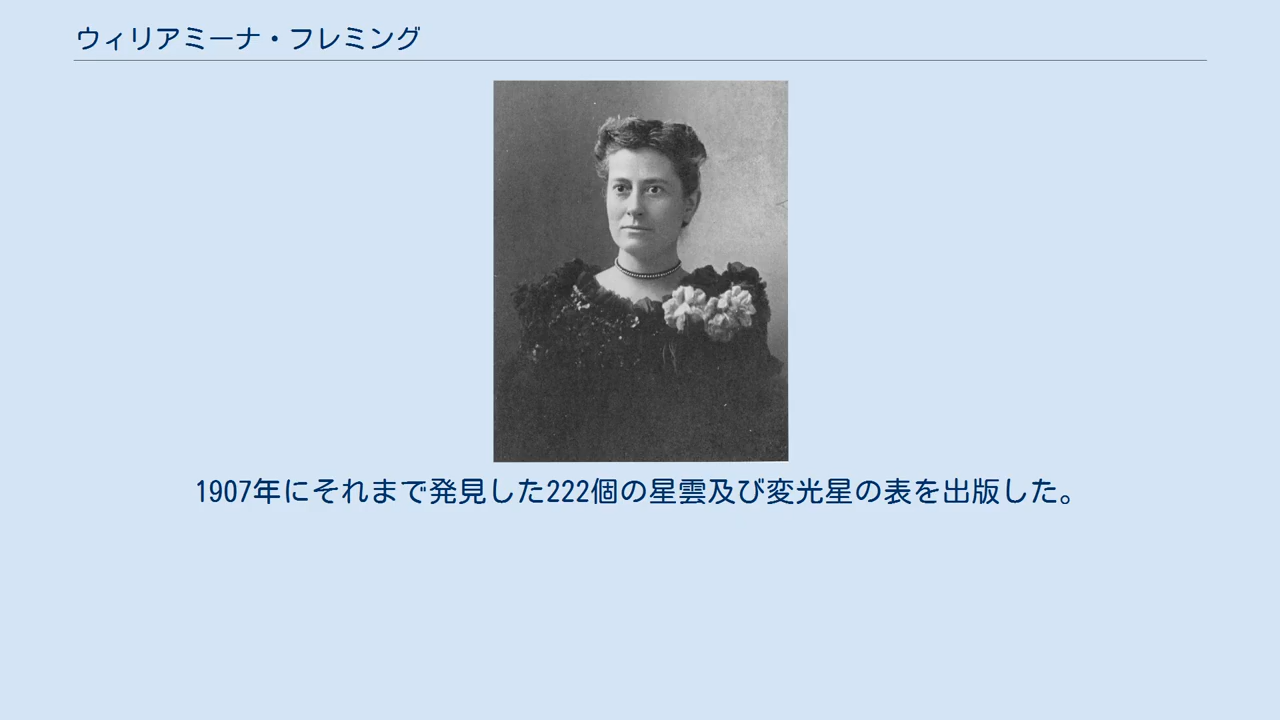 ウィリアミーナ・フレミング
1907年にそれまで発見した222個の星雲及び変光星の表を出版した。